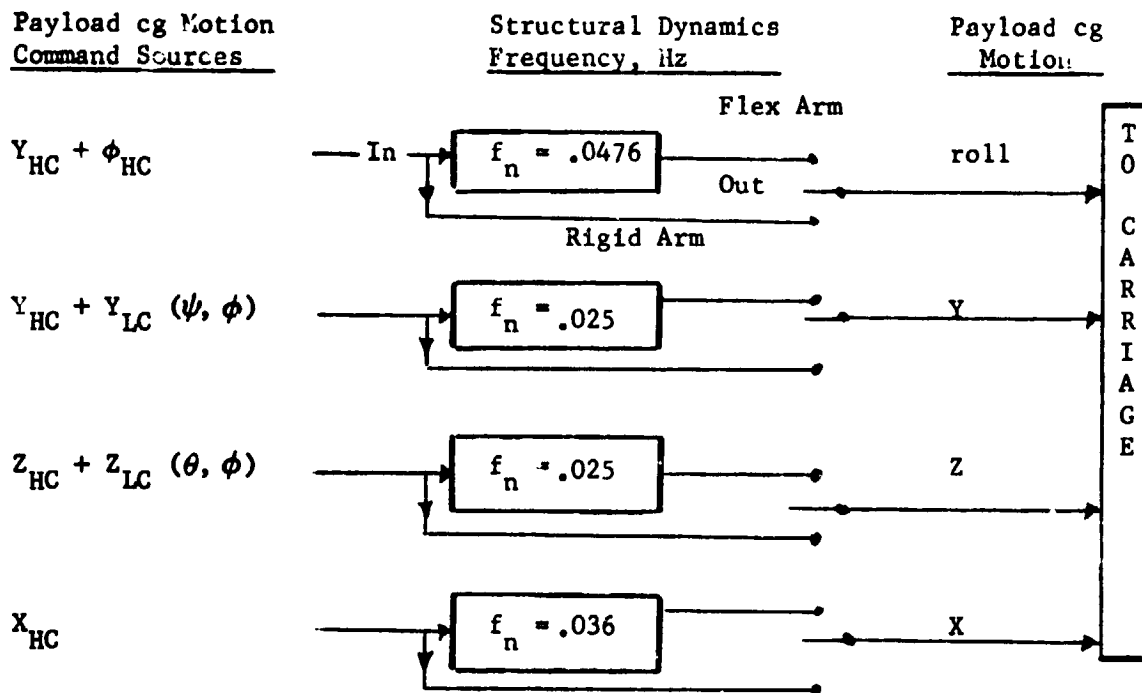 Payload cg Motion
Command Sources
Structural Dynamics
Frequency, Hz
Payload cg
Motion
Flex Arm
Y_HC + φ_HC
In
f_n = .0476
Out
roll
Rigid Arm
Y_HC + Y_LC (ψ, φ)
f_n = .025
Y
Z_HC + Z_LC (θ, φ)
f_n = .025
Z
X_HC
f_n = .036
X
TO CARRIAGE